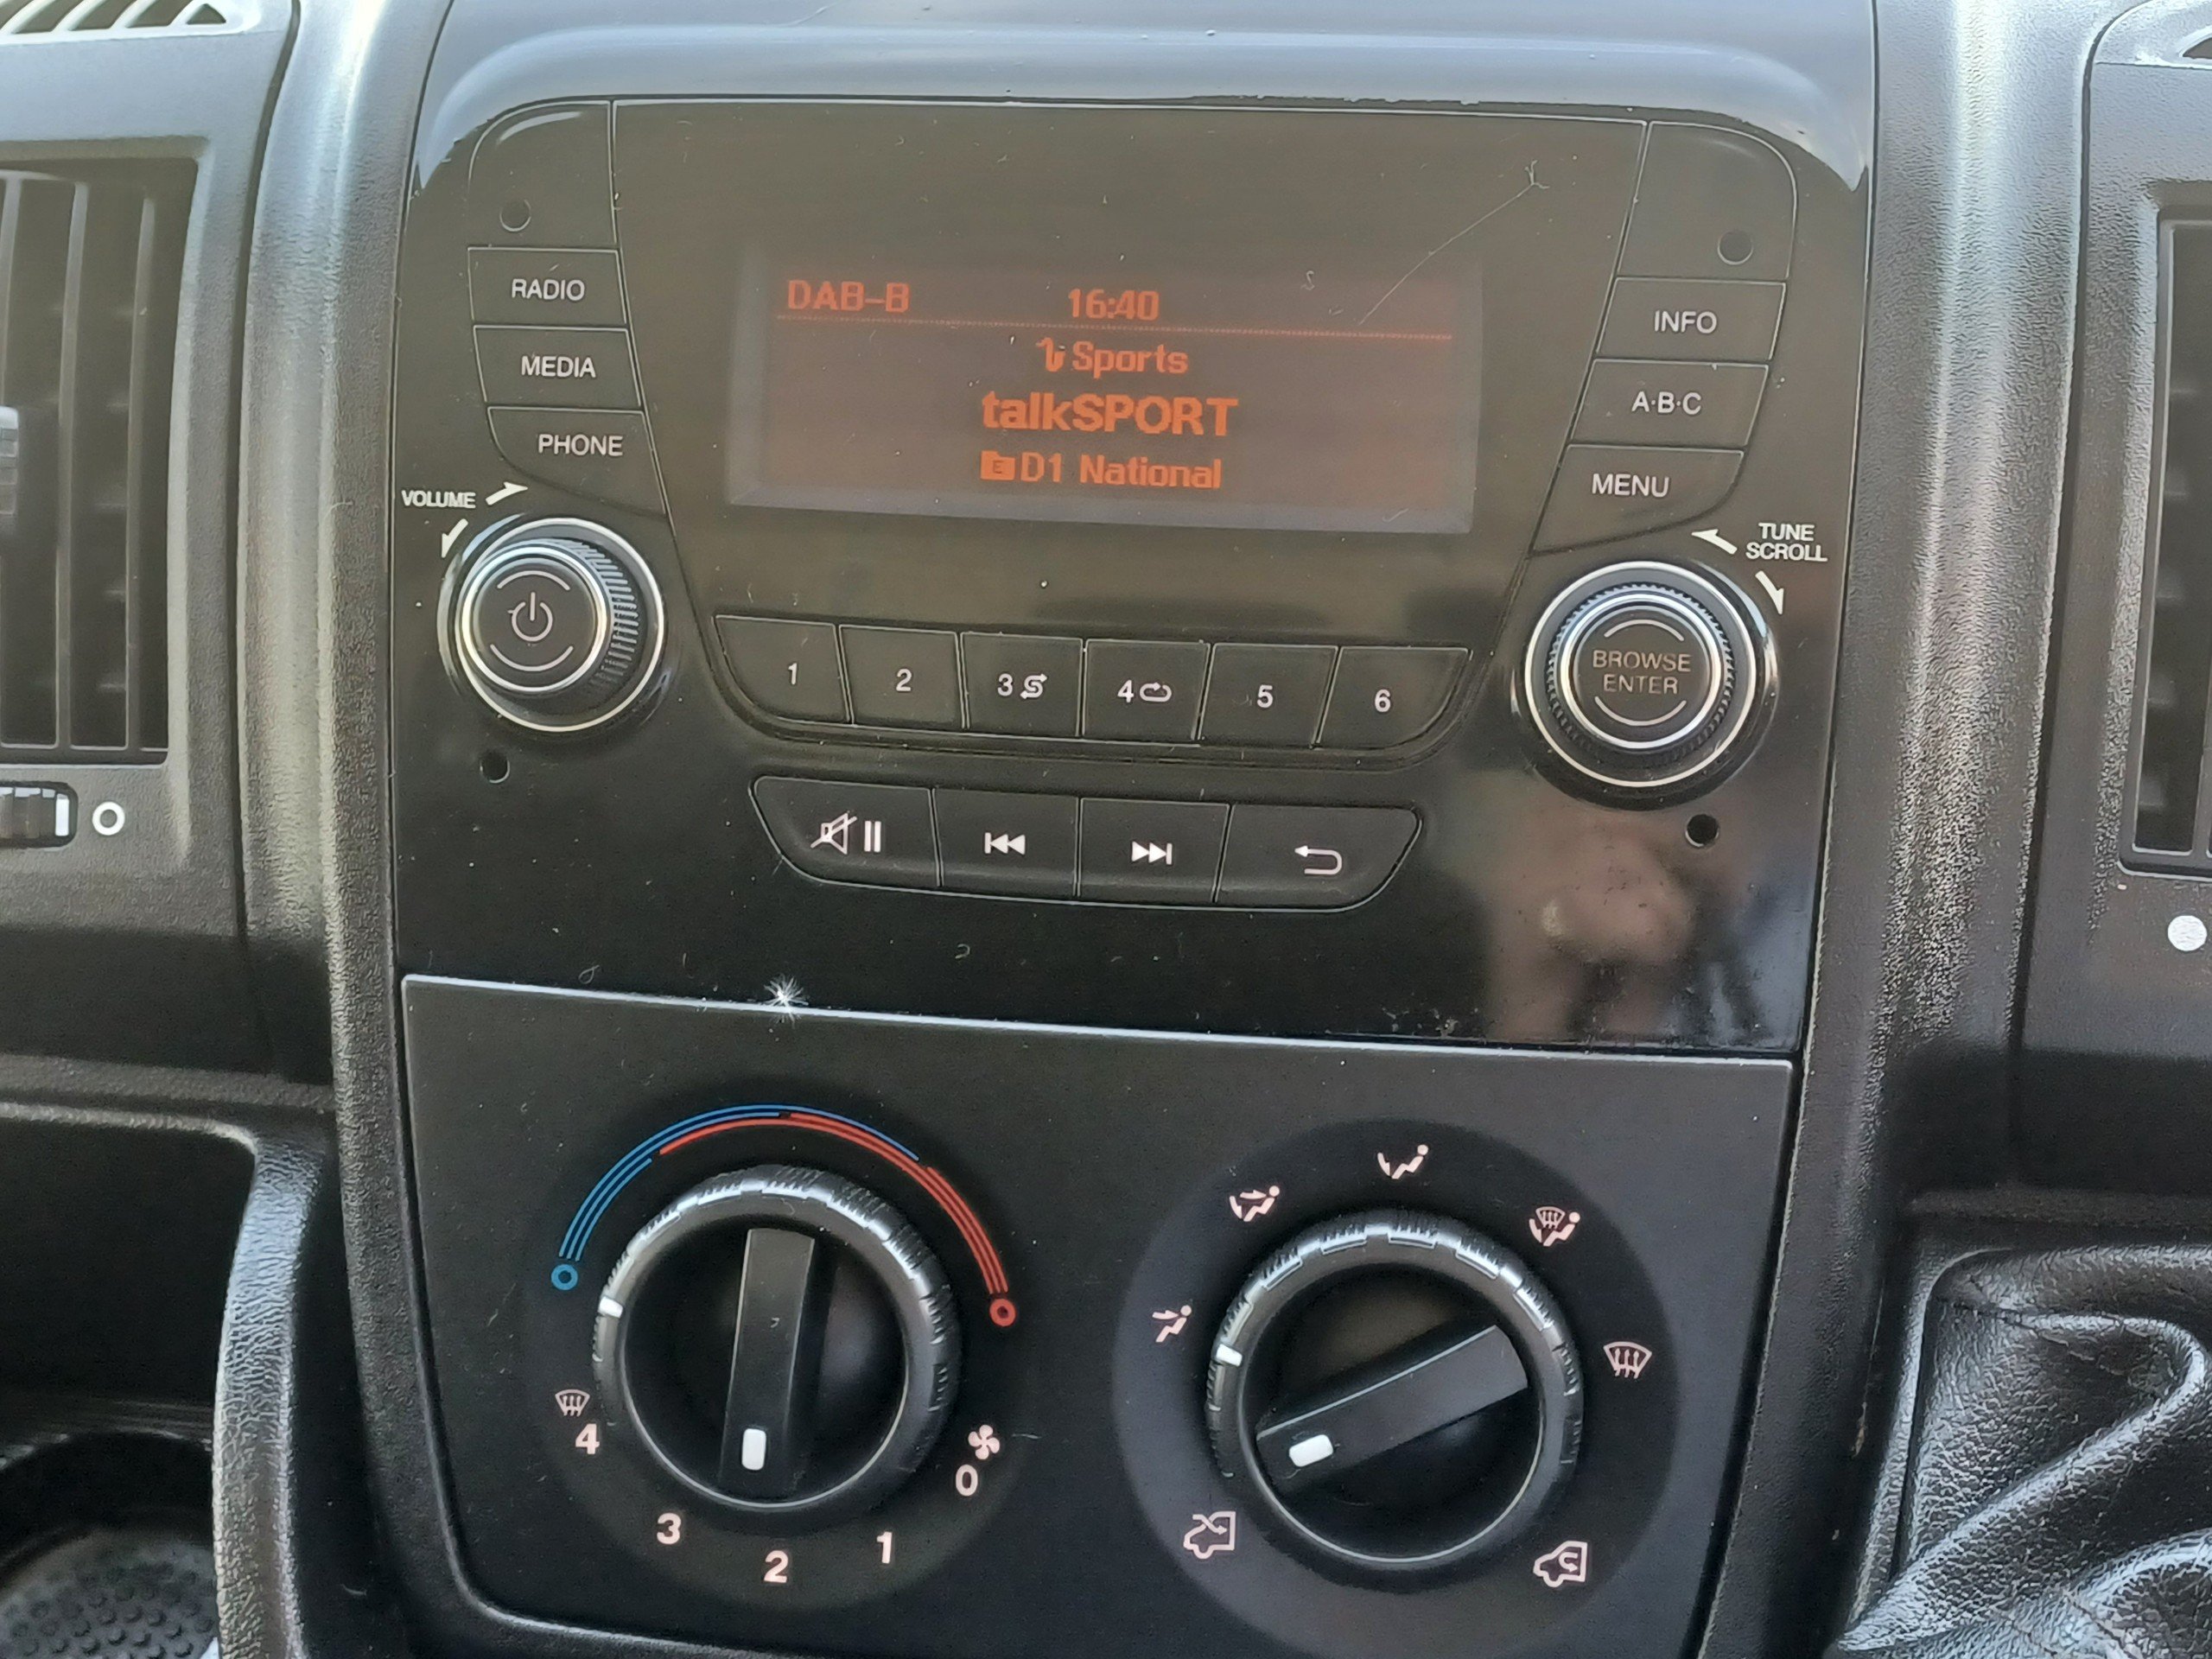 DAB-B 16:40
Sports
talkSPORT
D1 National
RADIO
MEDIA
PHONE
VOLUME
INFO
A·B·C
MENU
TUNE
SCROLL
BROWSE
ENTER
1 2 3 4 5 6
4
3
2
1
0